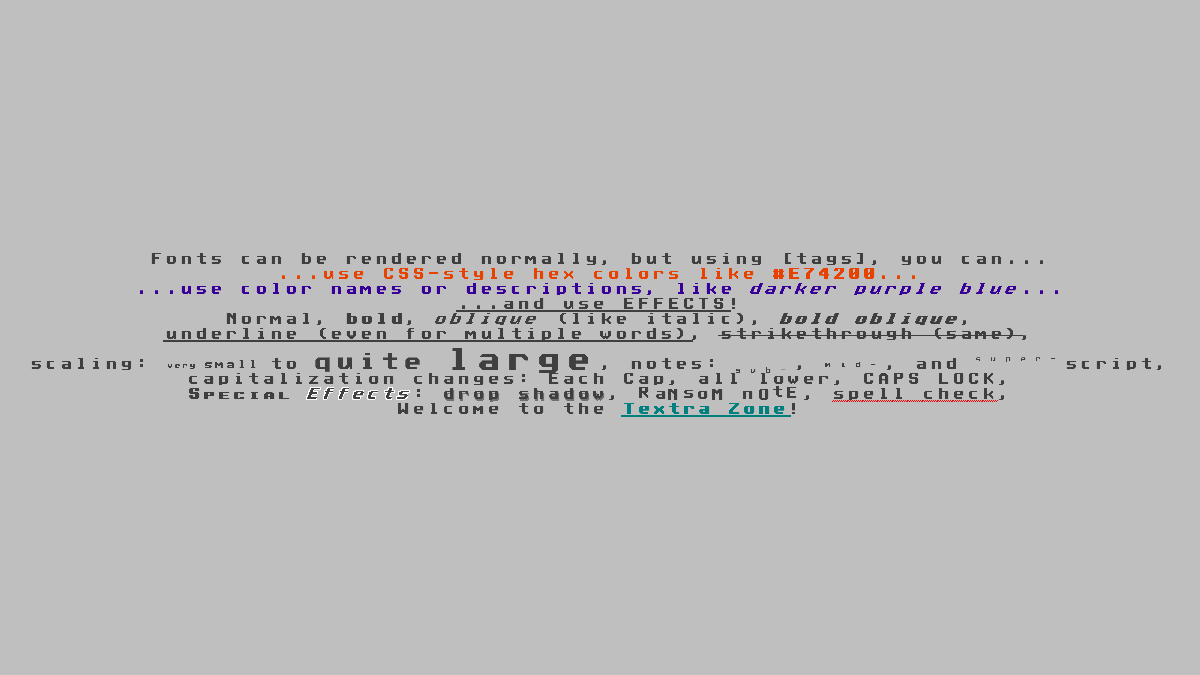 Fonts can be rendered normally, but using [tags], you can...
...use CSS-style hex colors like #E74200...
...use color names or descriptions, like darker purple blue...
...and use EFFECTS!
Normal, bold, oblique (like italic), bold oblique,
underline (even for multiple words), strikethrough (same),
scaling: very small to quite large, notes: sub-, mid-, and super-script,
capitalization changes: Each Cap, all lower, CAPS LOCK,
Special Effects: drop shadow, RaNsoM nOtE, spell check,
Welcome to the Textra Zone!